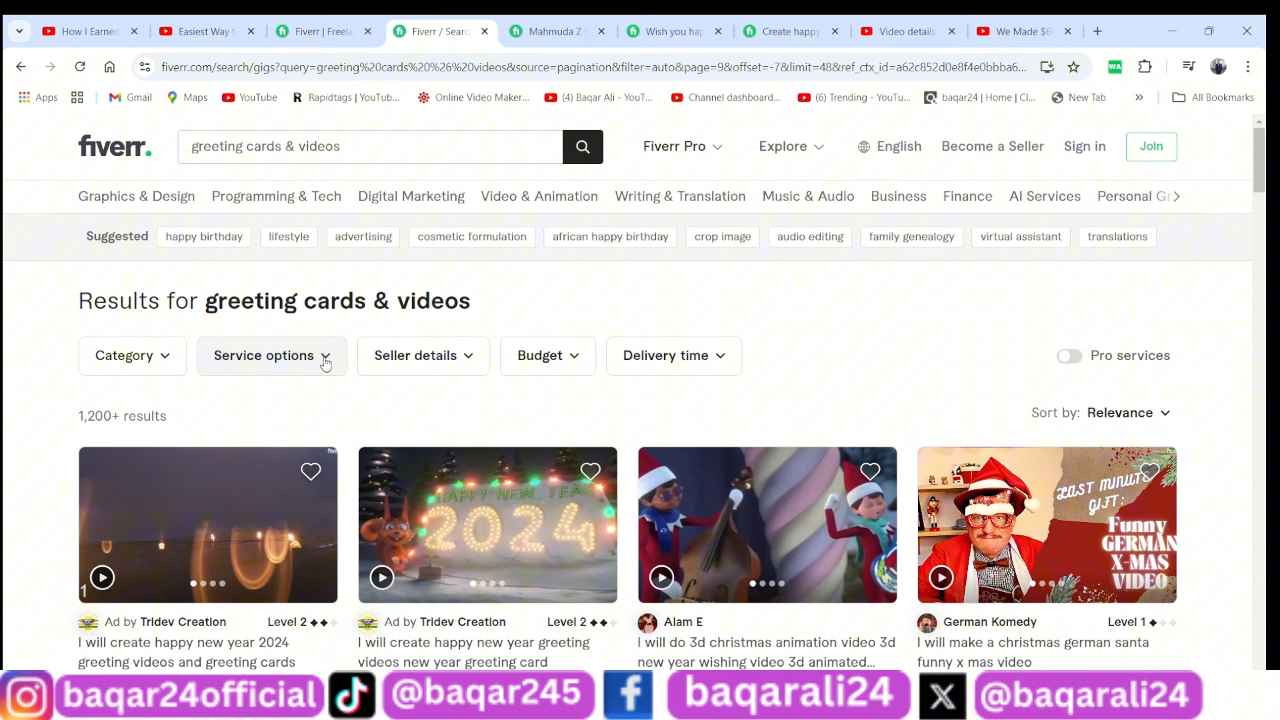 How I Earned
Easiest Way t
Fiverr | Freela
Fiverr / Searc
Mahmuda Z |
Wish you hap
Create happy
Video details
We Made $6
fiverr.com/search/gigs?query=greeting%20cards%20%26%20videos&source=pagination&filter=auto&page=9&offset=-7&limit=48&ref_ctx_id=a62c852d0e8f4e0bbba6...
Apps
Gmail
Maps
YouTube
Rapidtags | YouTub...
Online Video Maker...
(4) Baqar Ali - YouT...
Channel dashboard...
(6) Trending - YouTu...
baqar24 | Home | Cl...
New Tab
»
All Bookmarks
fiverr.
greeting cards & videos
Fiverr Pro
Explore
English
Become a Seller
Sign in
Join
Graphics & Design
Programming & Tech
Digital Marketing
Video & Animation
Writing & Translation
Music & Audio
Business
Finance
AI Services
Personal Gr
Suggested
happy birthday
lifestyle
advertising
cosmetic formulation
african happy birthday
crop image
audio editing
family genealogy
virtual assistant
translations
Results for greeting cards & videos
Category
Service options
Seller details
Budget
Delivery time
Pro services
1,200+ results
Sort by: Relevance
HAPPY NEW YEAR
2024
LAST MINUTE
GIFT:
Funny
GERMAN
X-MAS
VIDEO
Ad by Tridev Creation
Level 2
I will create happy new year 2024
greeting videos and greeting cards
Ad by Tridev Creation
Level 2
I will create happy new year greeting
videos new year greeting card
Alam E
I will do 3d christmas animation video 3d
new year wishing video 3d animated...
German Komedy
Level 1
I will make a christmas german santa
funny x mas video
baqar24official
@baqar245
baqarali24
@baqarali24